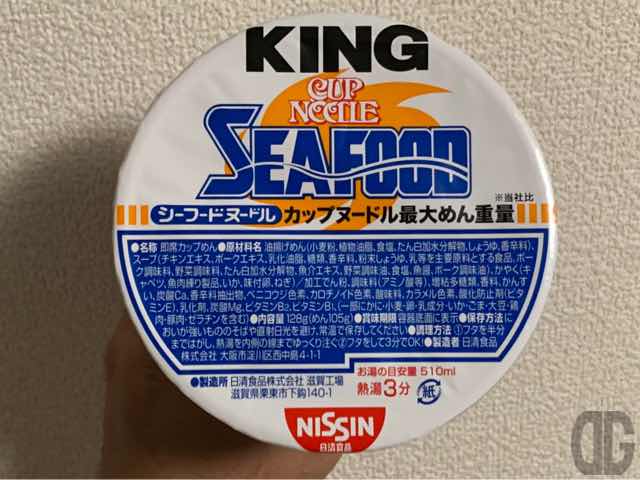 KING
CUP
NOODLE
SEAFOOD
※当社比
シーフードヌードル カップヌードル最大めん重量
●名称 即席カップめん●原材料名 油揚げめん(小麦粉、植物油脂、食塩、たん白加水分解物、しょうゆ、香辛料)、
スープ(チキンエキス、ポークエキス、乳化油脂、糖類、香辛料、粉末しょうゆ、乳等を主要原料とする食品、ポー
ク調味料、野菜調味料、たん白加水分解物、魚介エキス、野菜調味油、食塩、魚醤、ポーク調味油)、かやく(キャ
ベツ、魚肉練り製品、いか、味付卵、ねぎ)/加工でん粉、調味料(アミノ酸等)、増粘多糖類、香料、かんす
い、炭酸Ca、香辛料抽出物、ベニコウジ色素、カロチノイド色素、酸味料、カラメル色素、酸化防止剤(ビタ
ミンE)、乳化剤、炭酸Mg、ビタミンB2、ビタミンB1、(一部にかに・小麦・卵・乳成分・いか・ごま・大豆・鶏
肉・豚肉・ゼラチンを含む)●内容量 128g(めん105g)●賞味期限 容器底面に表示●保存方法に
おいが強いもののそばや直射日光を避け、常温で保存してください●調理方法 ①フタを半分
まではがし、熱湯を内側の線までゆっくり注ぐ②フタをして3分でOK!●製造者 日清食品
株式会社 大阪市淀川区西中島4-1-1
お湯の目安量 510ml
●製造所 日清食品株式会社 滋賀工場
滋賀県栗東市下鈎140-1
熱湯3分
紙
NISSIN
日清食品
DG